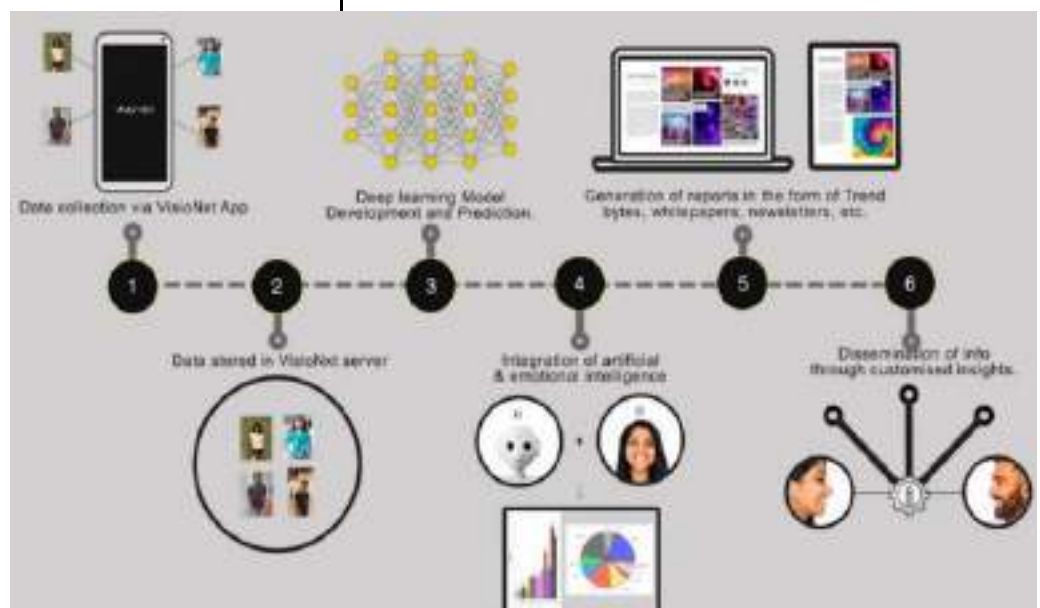 Data collection via VisioNxt App
Deep learning Model
Development and Prediction.
Generation of reports in the form of Trend
bytes, whitepapers, newsletters, etc.
1
2
3
4
5
6
Data stored in VisioNxt server
Integration of artificial
& emotional intelligence
Dissemination of info
through customised insights.
+